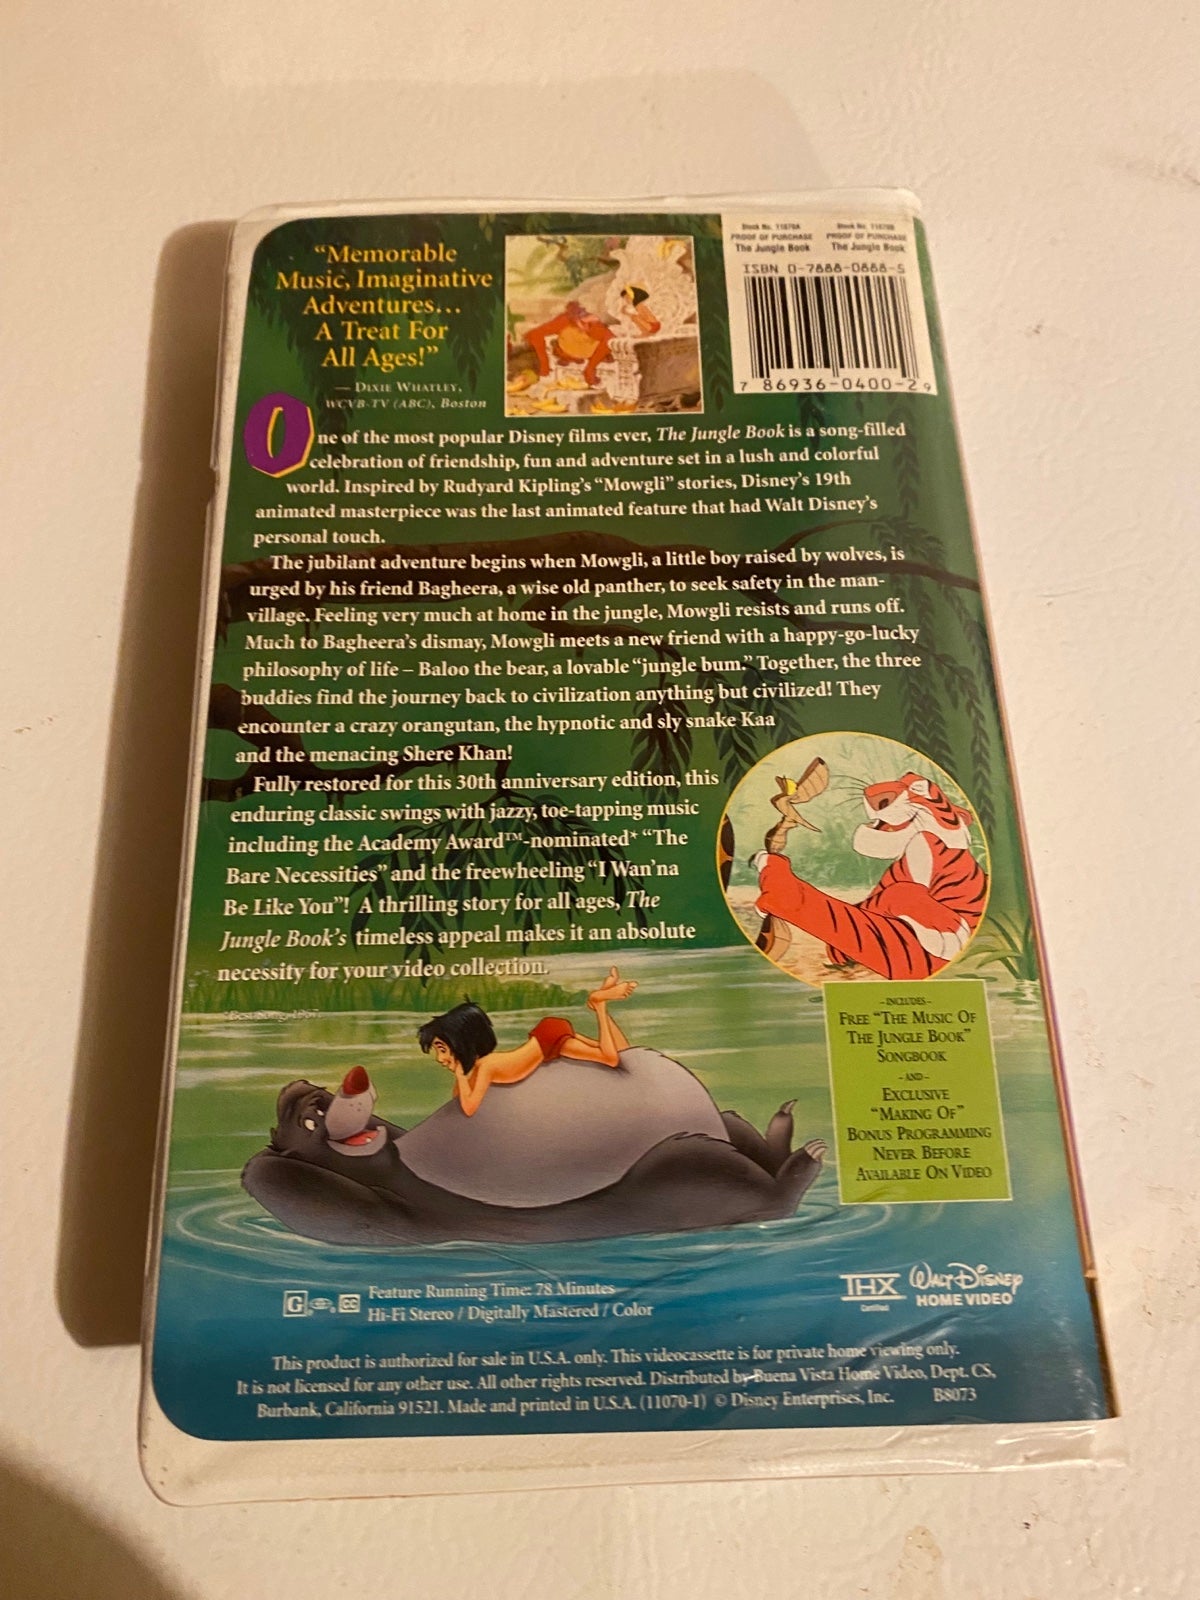 "Memorable
Music, Imaginative
Adventures...
A Treat For
All Ages!"
— Dixie Whatley,
WCVB-TV (ABC), Boston
PROOF OF PURCHASE
The Jungle Book
PROOF OF PURCHASE
The Jungle Book
ISBN 0-7888-0888-5
7 86936-0400-2 9
One of the most popular Disney films ever, The Jungle Book is a song-filled
celebration of friendship, fun and adventure set in a lush and colorful
world. Inspired by Rudyard Kipling's "Mowgli" stories, Disney's 19th
animated masterpiece was the last animated feature that had Walt Disney's
personal touch.
The jubilant adventure begins when Mowgli, a little boy raised by wolves, is
urged by his friend Bagheera, a wise old panther, to seek safety in the man-
village. Feeling very much at home in the jungle, Mowgli resists and runs off.
Much to Bagheera's dismay, Mowgli meets a new friend with a happy-go-lucky
philosophy of life – Baloo the bear, a lovable "jungle bum." Together, the three
buddies find the journey back to civilization anything but civilized! They
encounter a crazy orangutan, the hypnotic and sly snake Kaa
and the menacing Shere Khan!
Fully restored for this 30th anniversary edition, this
enduring classic swings with jazzy, toe-tapping music
including the Academy Award™-nominated* "The
Bare Necessities" and the freewheeling "I Wan'na
Be Like You"! A thrilling story for all ages, The
Jungle Book's timeless appeal makes it an absolute
necessity for your video collection.
*Best Song, 1967.
– INCLUDES –
FREE "THE MUSIC OF
THE JUNGLE BOOK"
SONGBOOK
– AND –
EXCLUSIVE
"MAKING OF"
BONUS PROGRAMMING
NEVER BEFORE
AVAILABLE ON VIDEO
G CC
Feature Running Time: 78 Minutes
Hi-Fi Stereo / Digitally Mastered / Color
THX
Certified
Walt Disney
HOME VIDEO
This product is authorized for sale in U.S.A. only. This videocassette is for private home viewing only.
It is not licensed for any other use. All other rights reserved. Distributed by Buena Vista Home Video, Dept. CS,
Burbank, California 91521. Made and printed in U.S.A. (11070-1) © Disney Enterprises, Inc. B8073